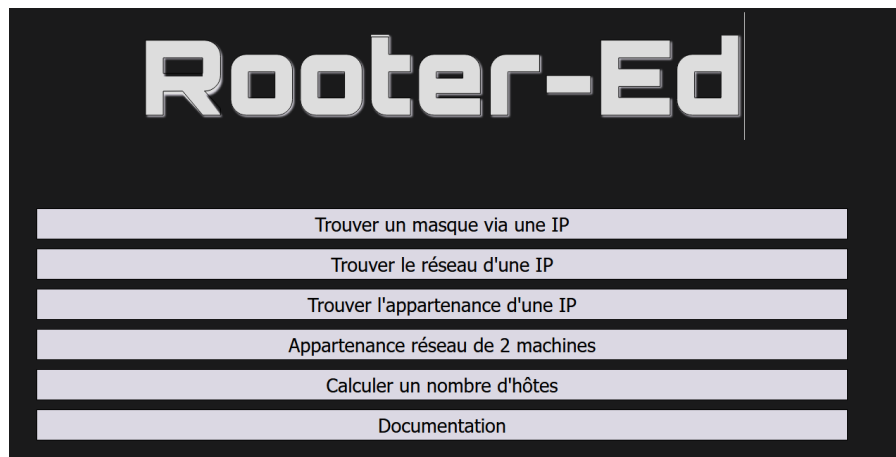 Rooter-Ed
Trouver un masque via une IP
Trouver le réseau d'une IP
Trouver l'appartenance d'une IP
Appartenance réseau de 2 machines
Calculer un nombre d'hôtes
Documentation